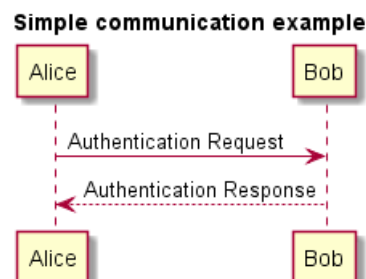 Simple communication example
Alice Bob
Authentication Request
Authentication Response
Alice Bob